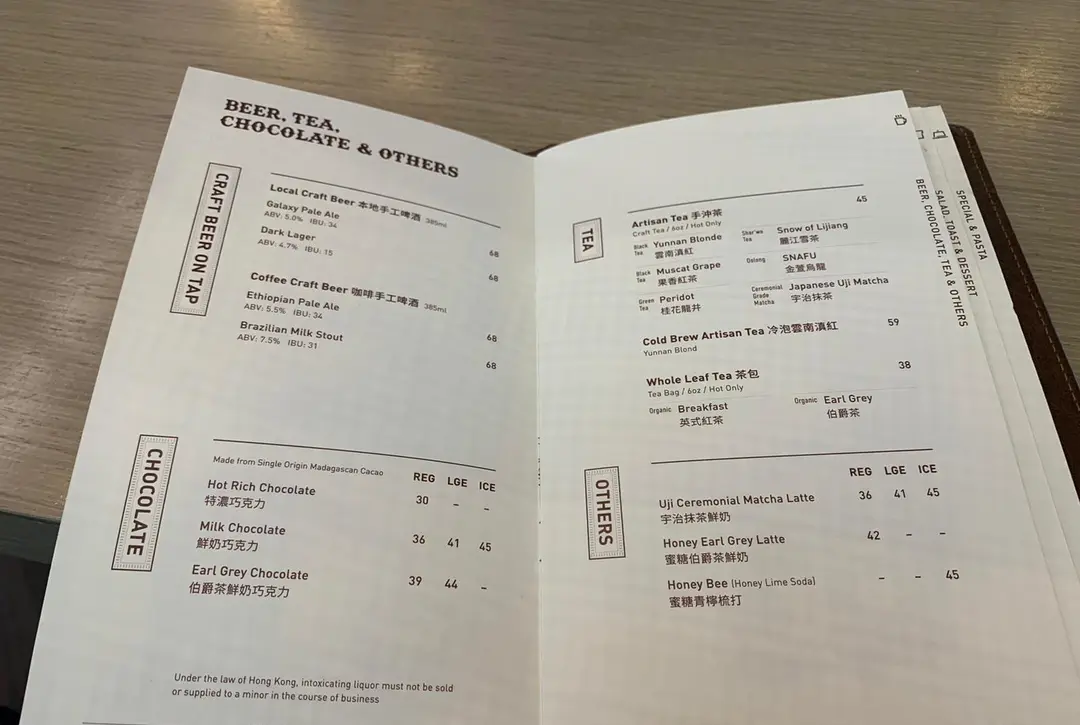 BEER, TEA,
CHOCOLATE & OTHERS
CRAFT BEER ON TAP
Local Craft Beer 本地手工啤酒 385ml
Galaxy Pale Ale 68
ABV: 5.0% IBU: 34
Dark Lager 68
ABV: 4.7% IBU: 15
Coffee Craft Beer 咖啡手工啤酒 385ml
Ethiopian Pale Ale 68
ABV: 5.5% IBU: 34
Brazilian Milk Stout 68
ABV: 7.5% IBU: 31
CHOCOLATE
Made from Single Origin Madagascan Cacao REG LGE ICE
Hot Rich Chocolate 30 – –
特濃巧克力
Milk Chocolate 36 41 45
鮮奶巧克力
Earl Grey Chocolate 39 44 –
伯爵茶鮮奶巧克力
Under the law of Hong Kong, intoxicating liquor must not be sold
or supplied to a minor in the course of business
TEA
Artisan Tea 手沖茶 45
Craft Tea / 6oz / Hot Only
Black Tea Yunnan Blonde
雲南滇紅
Shai'wu Tea Snow of Lijiang
麗江雪茶
Black Tea Muscat Grape
果香紅茶
Oolong SNAFU
金萱烏龍
Green Tea Peridot
桂花龍井
Ceremonial Grade Matcha Japanese Uji Matcha
宇治抹茶
Cold Brew Artisan Tea 冷泡雲南滇紅 59
Yunnan Blond
Whole Leaf Tea 茶包 38
Tea Bag / 6oz / Hot Only
Organic Breakfast
英式紅茶
Organic Earl Grey
伯爵茶
OTHERS
REG LGE ICE
Uji Ceremonial Matcha Latte 36 41 45
宇治抹茶鮮奶
Honey Earl Grey Latte 42 – –
蜜糖伯爵茶鮮奶
Honey Bee (Honey Lime Soda) – – 45
蜜糖青檸梳打
BEER, CHOCOLATE, TEA & OTHERS
SALAD, TOAST & DESSERT
SPECIAL & PASTA